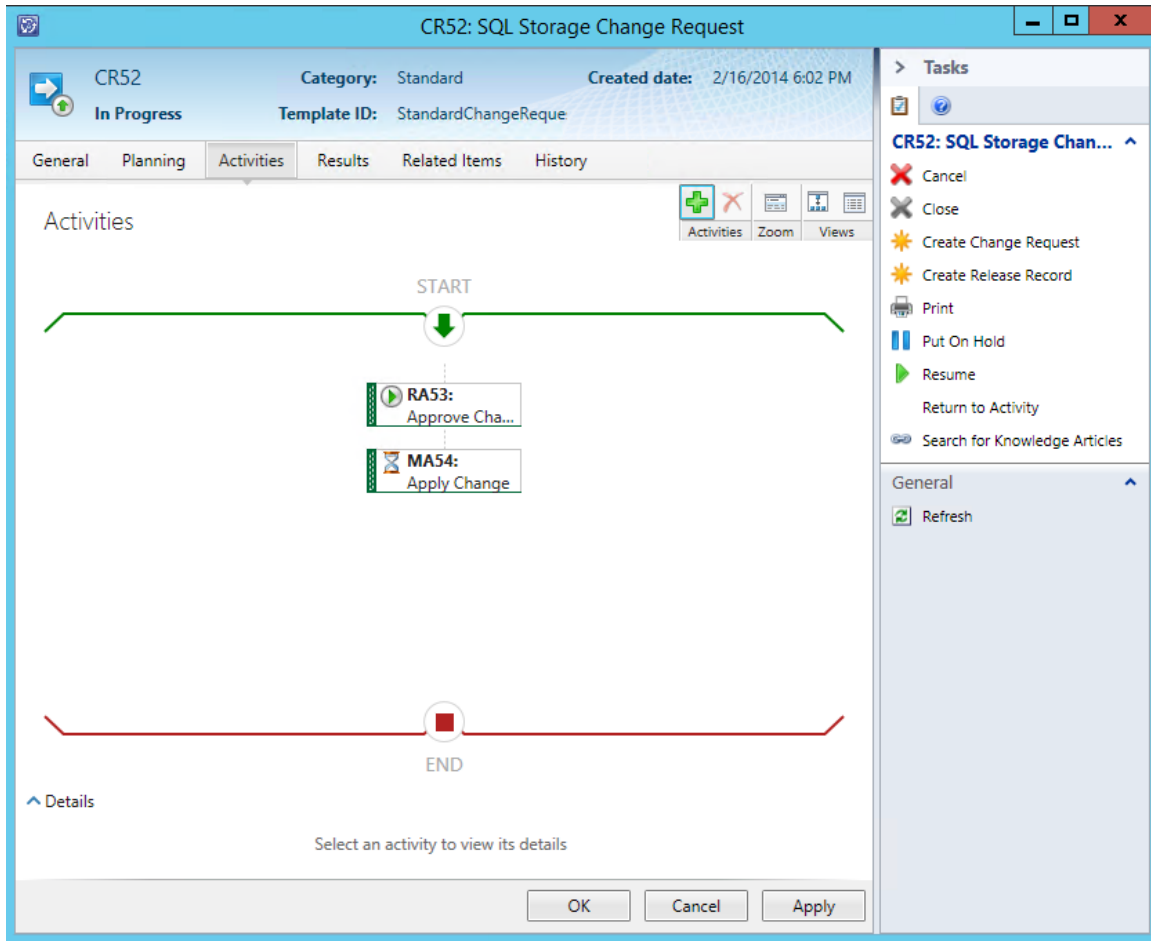 CR52: SQL Storage Change Request
CR52 Category: Standard Created date: 2/16/2014 6:02 PM
In Progress Template ID: StandardChangeReque
General Planning Activities Results Related Items History
Activities
Activities Zoom Views
START
RA53:
Approve Cha...
MA54:
Apply Change
END
Details
Select an activity to view its details
OK Cancel Apply
> Tasks
CR52: SQL Storage Chan...
Cancel
Close
Create Change Request
Create Release Record
Print
Put On Hold
Resume
Return to Activity
Search for Knowledge Articles
General
Refresh